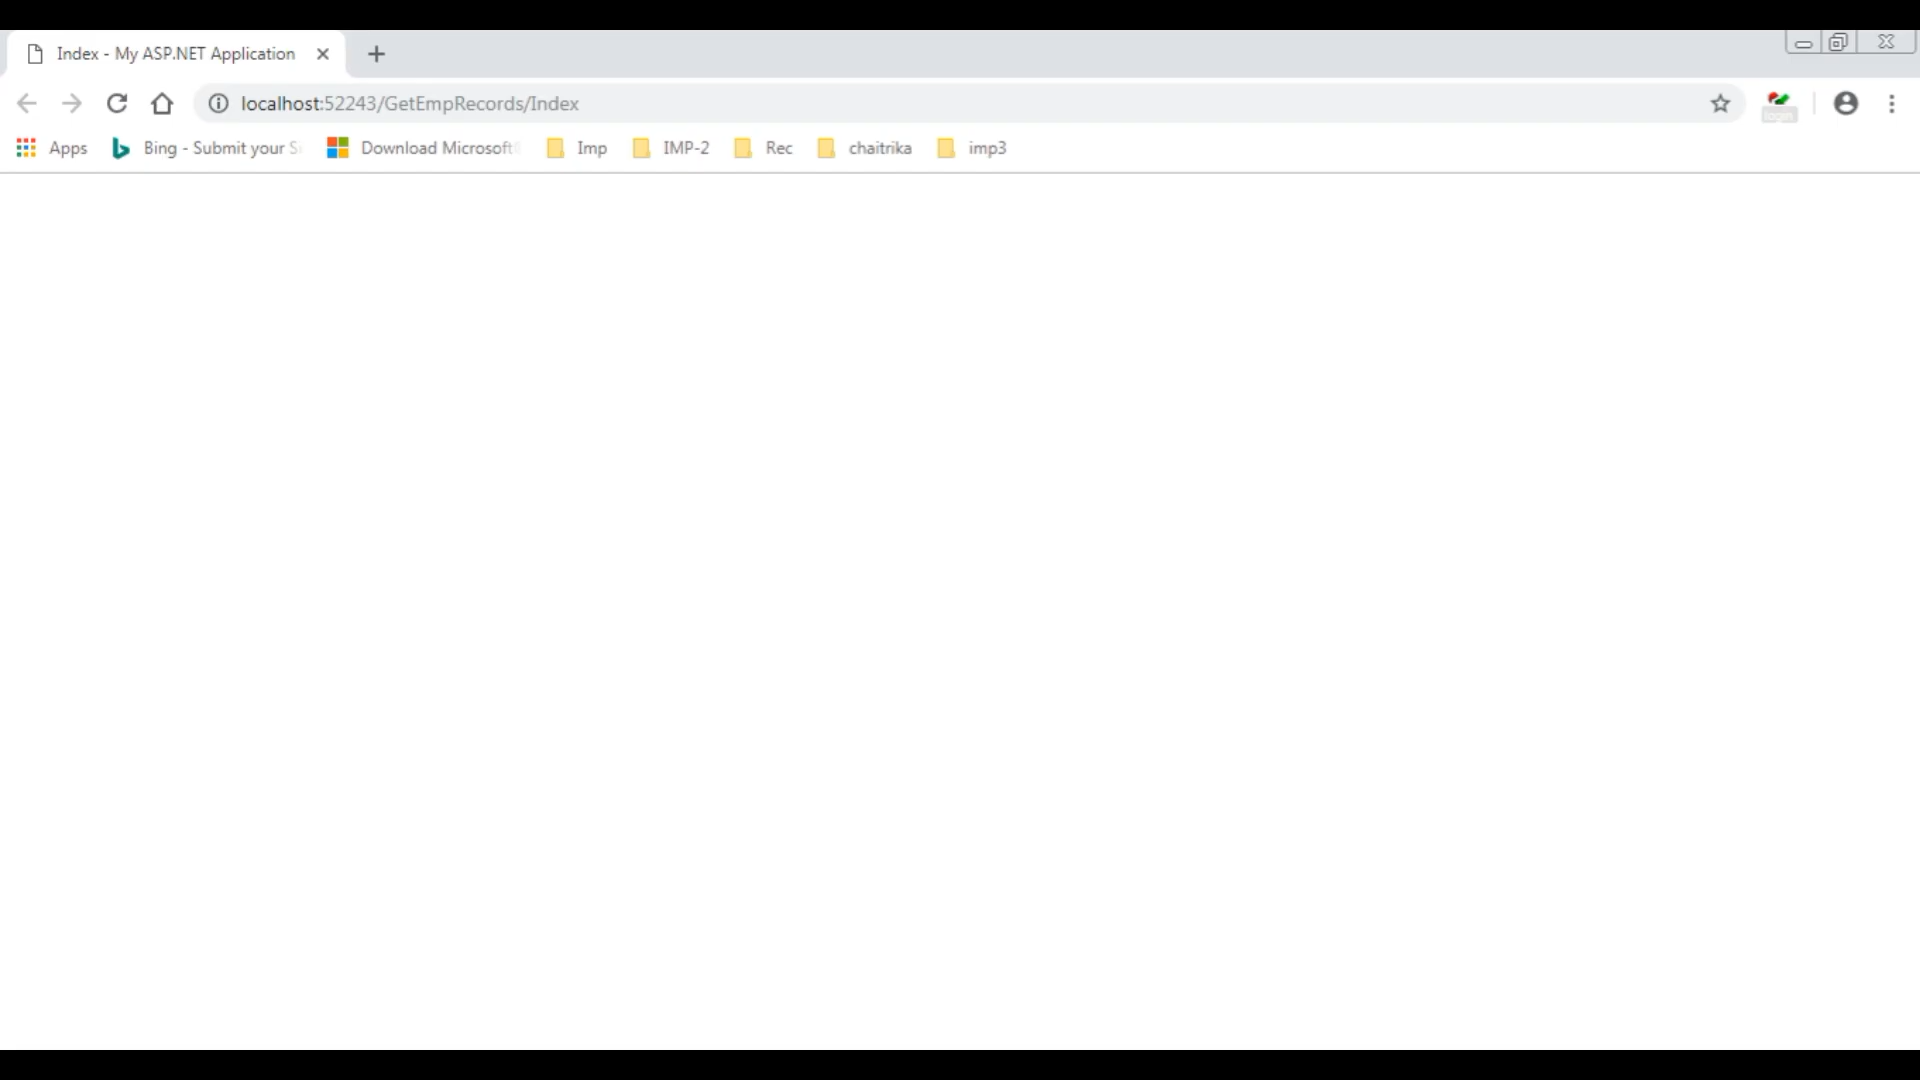 Index - My ASP.NET Application
localhost:52243/GetEmpRecords/Index
Apps Bing - Submit your Download Microsoft Imp IMP-2 Rec chaitrika imp3